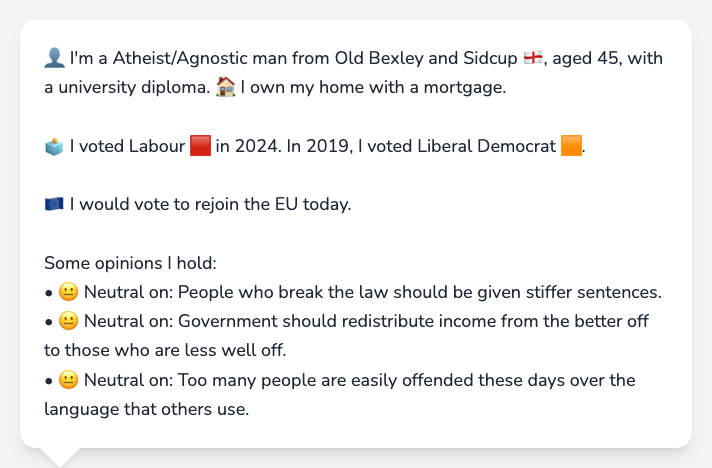 👤 I'm a Atheist/Agnostic man from Old Bexley and Sidcup 🏴󠁧󠁢󠁥󠁮󠁧󠁿, aged 45, with
a university diploma. 🏠 I own my home with a mortgage.
🗳️ I voted Labour 🟥 in 2024. In 2019, I voted Liberal Democrat 🟧.
🇪🇺 I would vote to rejoin the EU today.
Some opinions I hold:
• 😐 Neutral on: People who break the law should be given stiffer sentences.
• 😐 Neutral on: Government should redistribute income from the better off
to those who are less well off.
• 😐 Neutral on: Too many people are easily offended these days over the
language that others use.